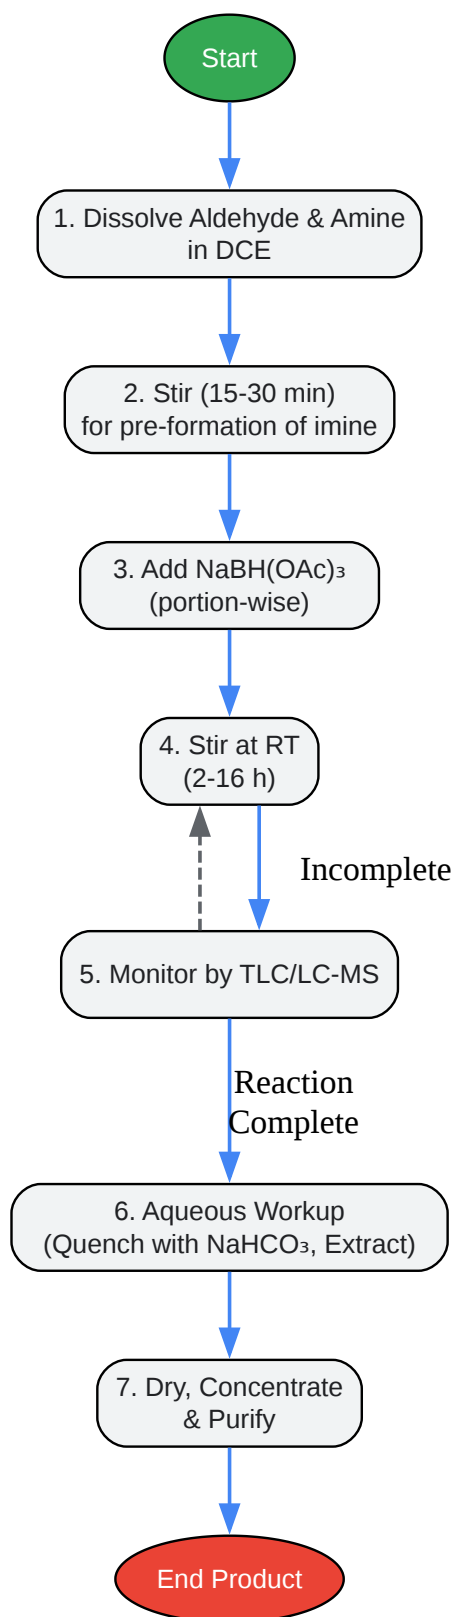 Start
1. Dissolve Aldehyde & Amine
in DCE
2. Stir (15-30 min)
for pre-formation of imine
3. Add NaBH(OAc)₃
(portion-wise)
4. Stir at RT
(2-16 h)
Incomplete
5. Monitor by TLC/LC-MS
Reaction
Complete
6. Aqueous Workup
(Quench with NaHCO₃, Extract)
7. Dry, Concentrate
& Purify
End Product